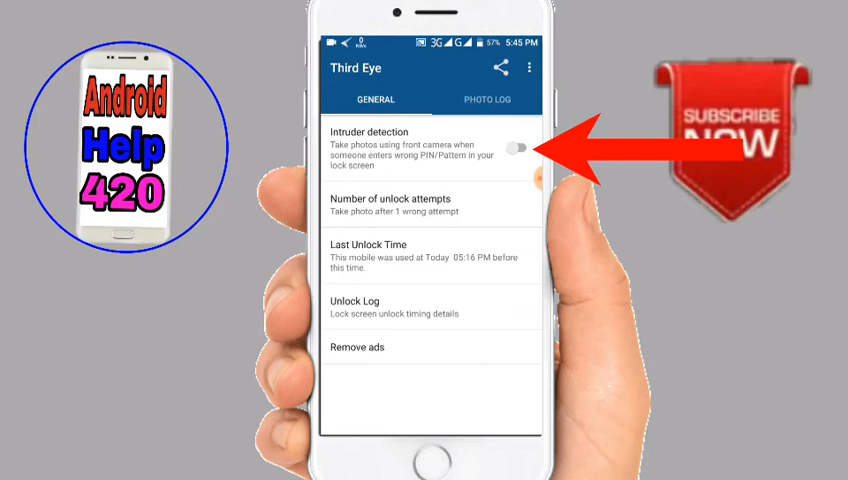 Android
Help
420
0
KB/s
3G
G
57%
5:45 PM
Third Eye
GENERAL
PHOTO LOG
Intruder detection
Take photos using front camera when
someone enters wrong PIN/Pattern in your
lock screen
Number of unlock attempts
Take photo after 1 wrong attempt
Last Unlock Time
This mobile was used at Today 05:16 PM before
this time.
Unlock Log
Lock screen unlock timing details
Remove ads
SUBSCRIBE
NOW